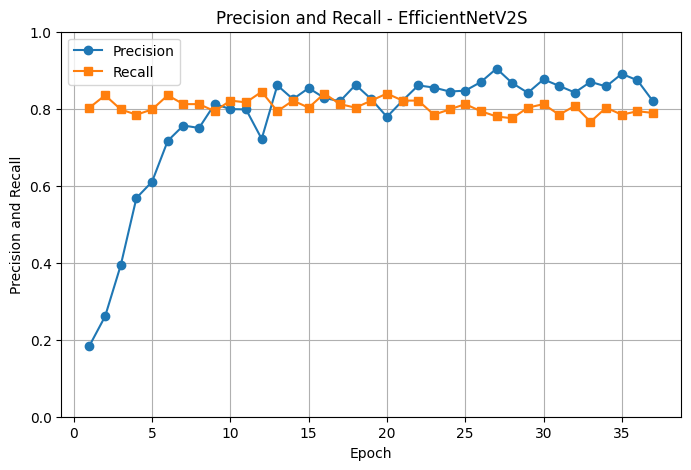 Precision and Recall - EfficientNetV2S
Precision
Recall
Precision and Recall
1.0
0.8
0.6
0.4
0.2
0.0
0 5 10 15 20 25 30 35
Epoch